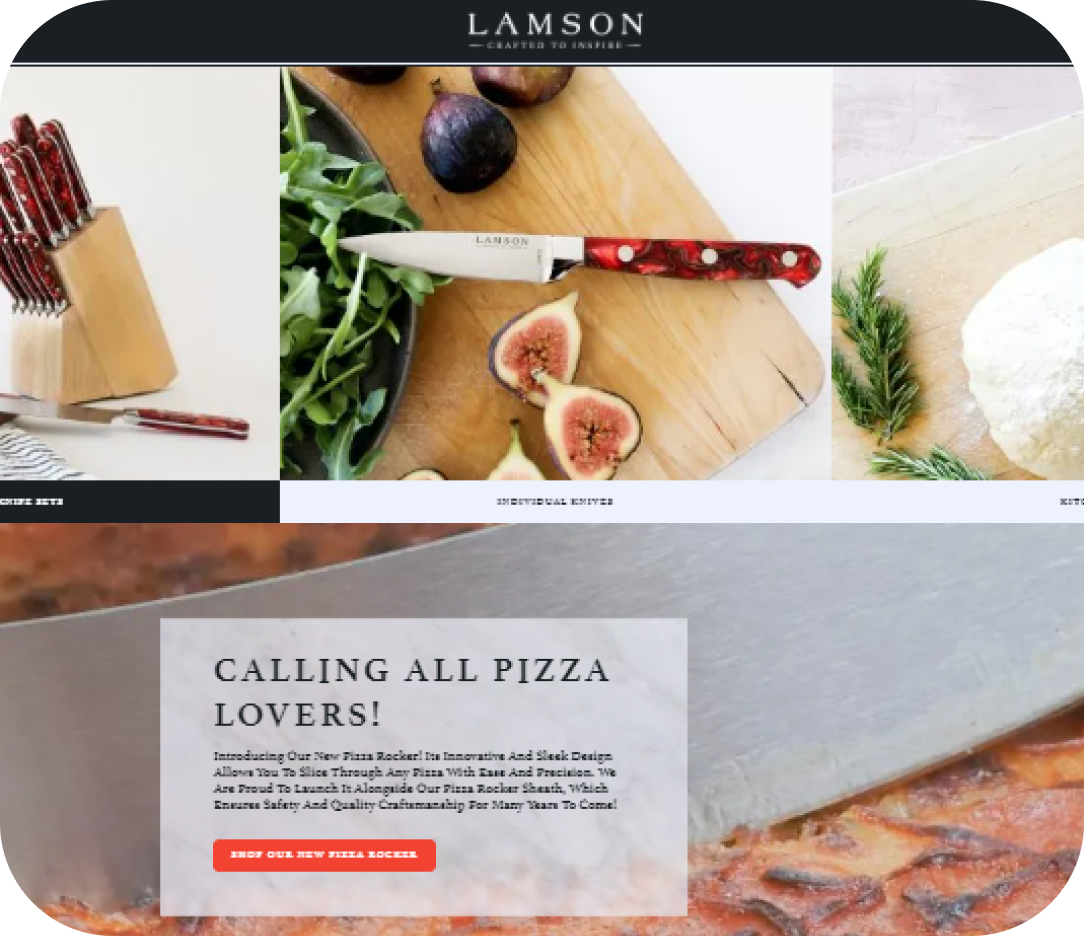 LAMSON
CRAFTED TO INSPIRE
LAMSON
KNIFE SETS
INDIVIDUAL KNIVES
CALLING ALL PIZZA
LOVERS!
Introducing Our New Pizza Rocker! Its Innovative And Sleek Design
Allows You To Slice Through Any Pizza With Ease And Precision. We
Are Proud To Launch It Alongside Our Pizza Rocker Sheath, Which
Ensures Safety And Quality Craftsmanship For Many Years To Come!
SHOP OUR NEW PIZZA ROCKER